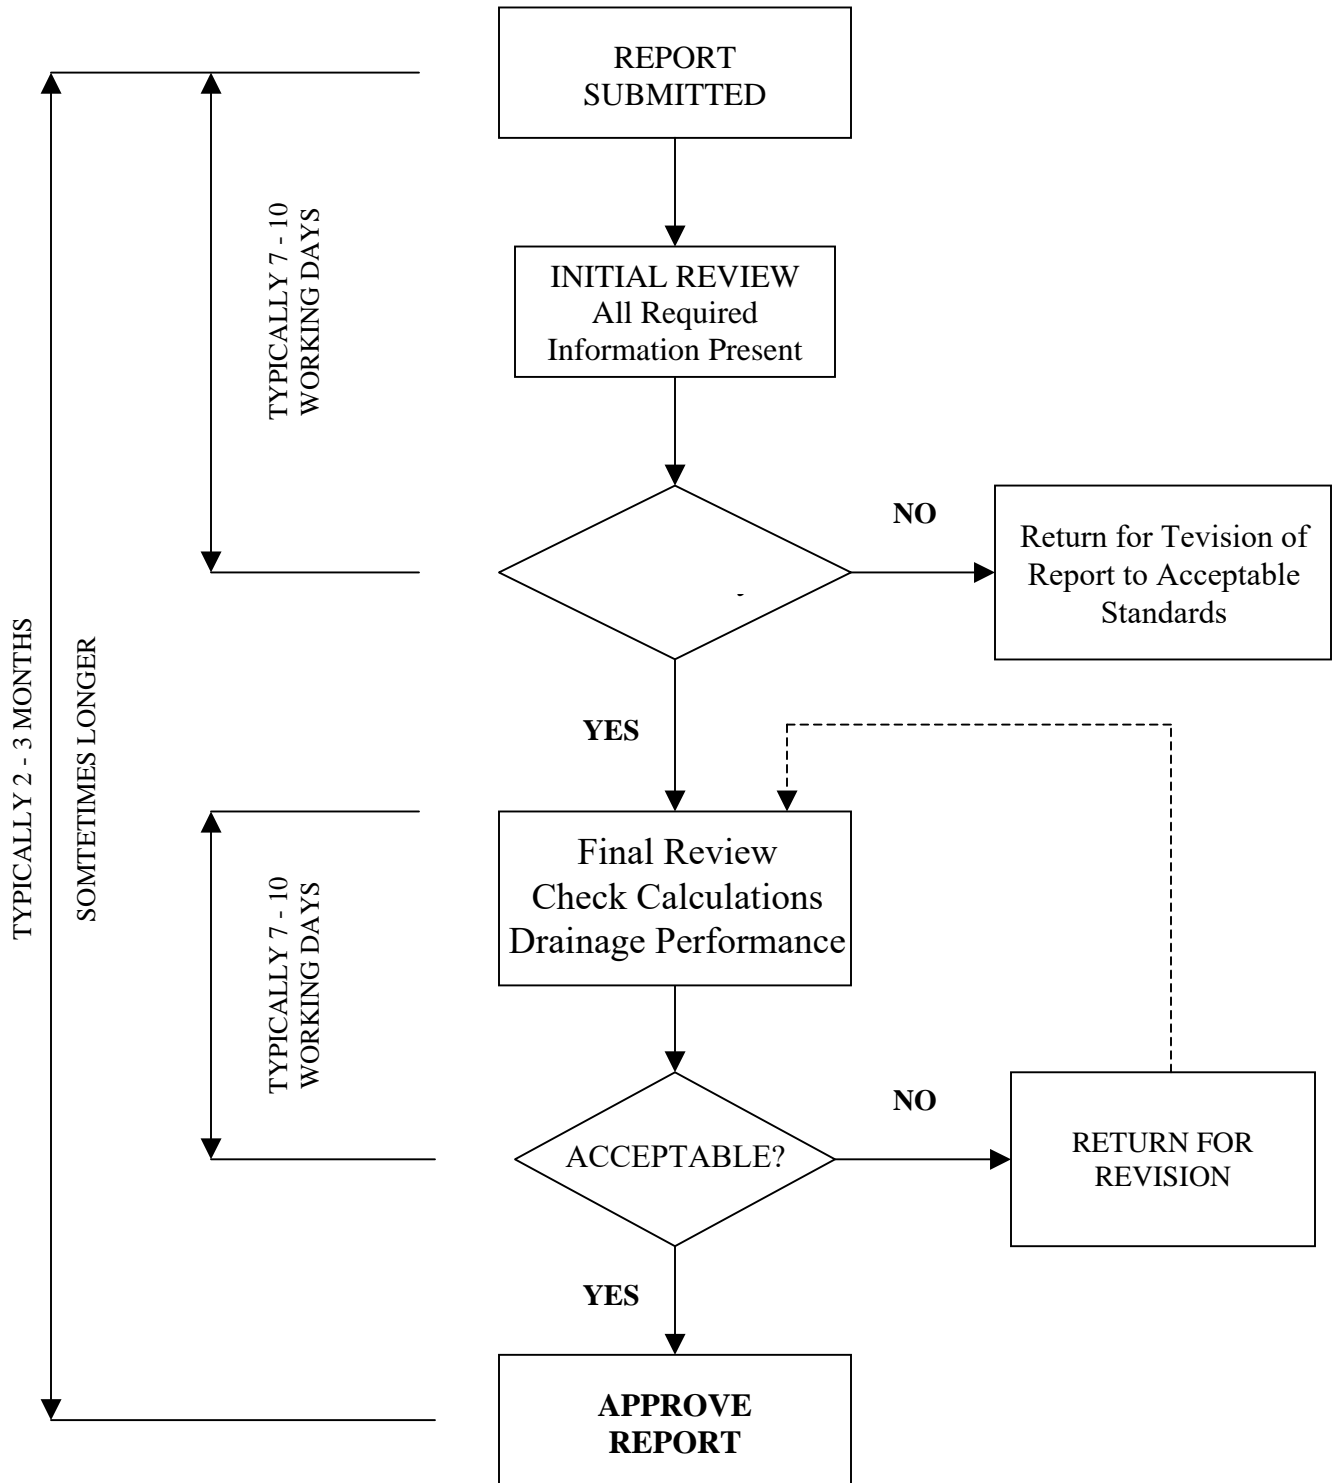 REPORT
SUBMITTED
TYPICALLY 7 - 10
WORKING DAYS
INITIAL REVIEW
All Required
Information Present
NO
Return for Tevision of
Report to Acceptable
Standards
TYPICALLY 2 - 3 MONTHS
SOMTETIMES LONGER
YES
TYPICALLY 7 - 10
WORKING DAYS
Final Review
Check Calculations
Drainage Performance
NO
ACCEPTABLE?
RETURN FOR
REVISION
YES
APPROVE
REPORT